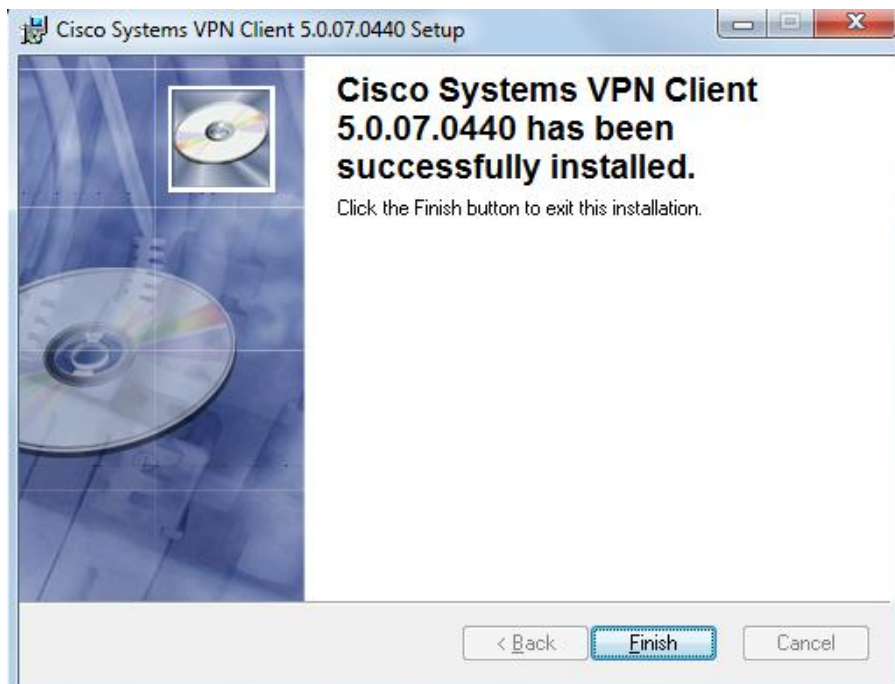 Cisco Systems VPN Client 5.0.07.0440 Setup
Cisco Systems VPN Client
5.0.07.0440 has been
successfully installed.
Click the Finish button to exit this installation.
< Back
Finish
Cancel